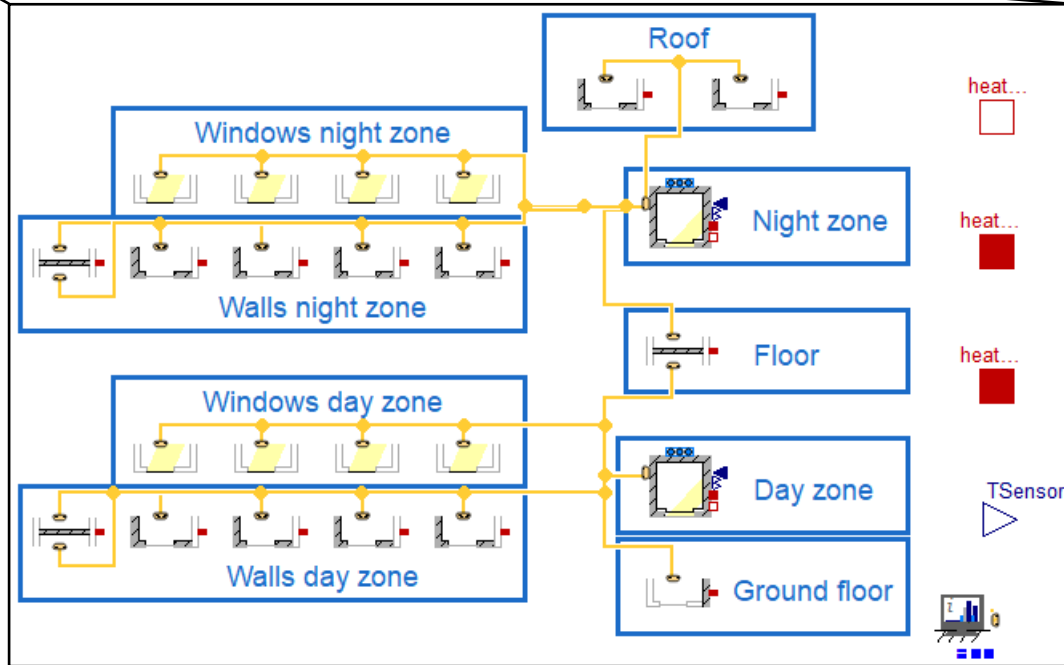 Roof
heat...
Windows night zone
Night zone
heat...
Walls night zone
Floor
heat...
Windows day zone
Day zone
TSensor
Walls day zone
Ground floor